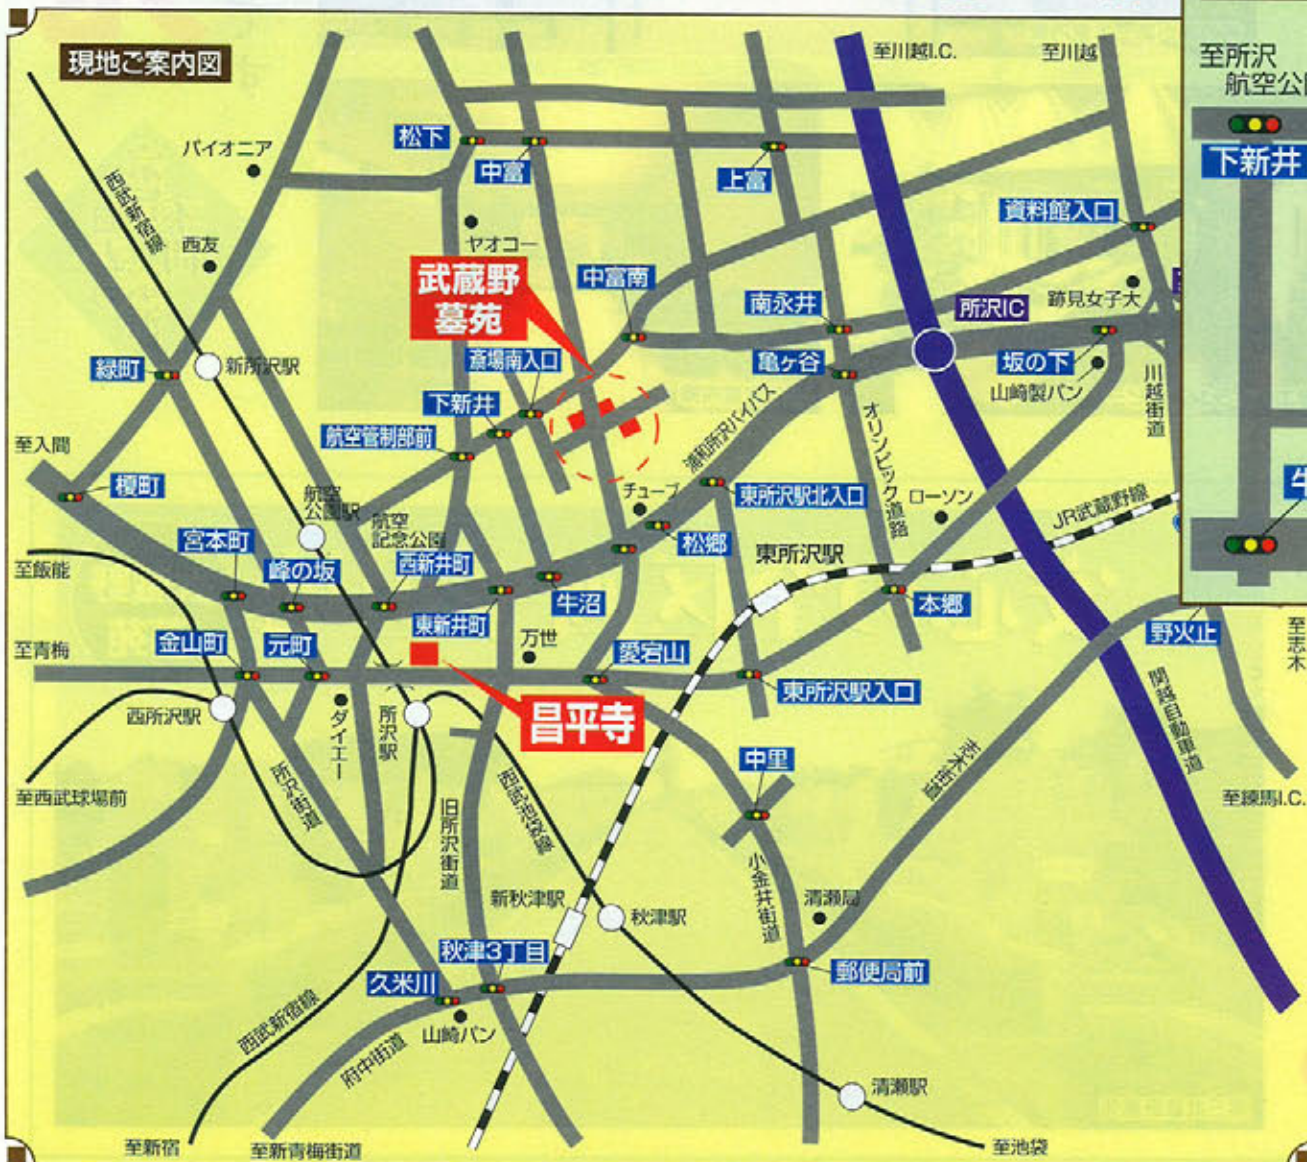 現地ご案内図
至川越I.C.
至川越
至所沢
航空公
下新井
パイオニア
松下
中富
上富
西武新宿線
資料館入口
西友
ヤオコー
武蔵野
墓苑
中富南
南永井
所沢IC
跡見女子大
新所沢駅
緑町
斎場南入口
亀ヶ谷
坂の下
山崎製パン
川越街道
下新井
航空管制部前
浦和所沢バイパス
オリンピック道路
至入間
榎町
航空
公園駅
チューブ
東所沢駅北入口
ローソン
JR武蔵野線
航空
記念公園
松郷
東所沢駅
宮本町
峰の坂
西新井町
至飯能
牛沼
本郷
東新井町
金山町
元町
万世
愛宕山
野火止
至志木
至青梅
東所沢駅入口
西所沢駅
ダイエー
所沢駅
昌平寺
関越自動車道
中里
志木街道
至西武球場前
所沢街道
旧所沢街道
西武池袋線
至練馬I.C.
小金井街道
清瀬局
新秋津駅
秋津駅
秋津3丁目
郵便局前
久米川
山崎パン
西武新宿線
府中街道
清瀬駅
至新宿
至新青梅街道
至池袋